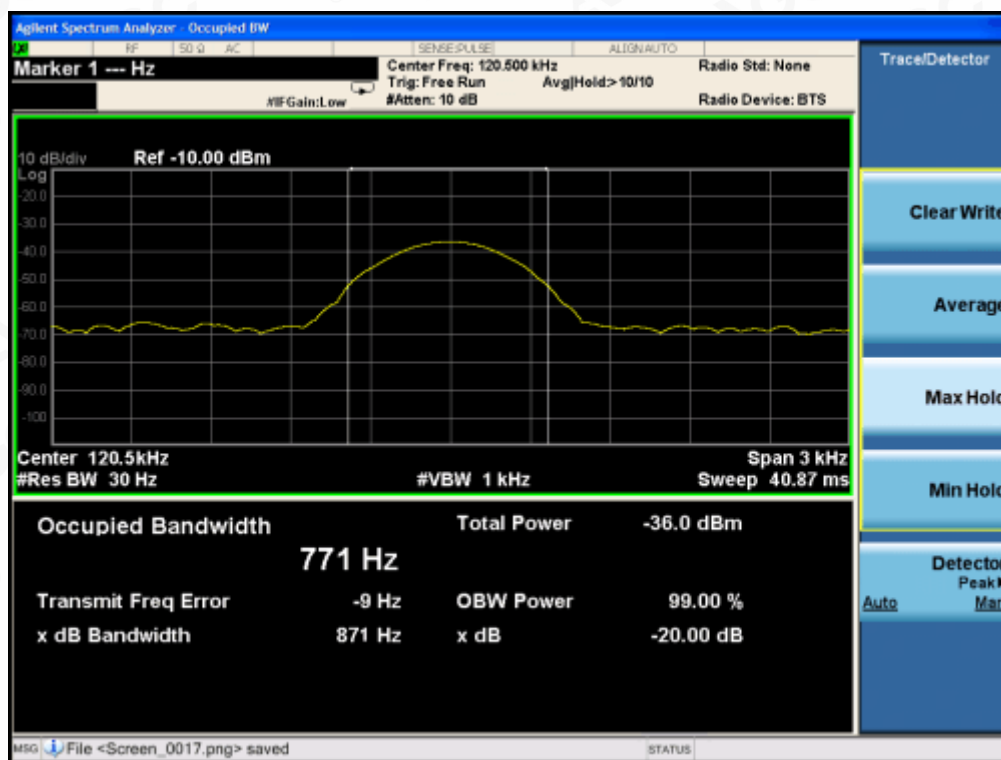 Agilent Spectrum Analyzer - Occupied BW
RF 50 Ω AC SENSE:PULSE ALIGNAUTO
Marker 1 --- Hz
Center Freq: 120.500 kHz
Radio Std: None
Trig: Free Run Avg|Hold:>10/10
#IFGain:Low #Atten: 10 dB Radio Device: BTS
10 dB/div Ref -10.00 dBm
Log
-20.0
-30.0
-40.0
-50.0
-60.0
-70.0
-80.0
-90.0
-100
Center 120.5kHz Span 3 kHz
#Res BW 30 Hz #VBW 1 kHz Sweep 40.87 ms
Occupied Bandwidth Total Power -36.0 dBm
771 Hz
Transmit Freq Error -9 Hz OBW Power 99.00 %
x dB Bandwidth 871 Hz x dB -20.00 dB
MSG File <Screen_0017.png> saved STATUS
Trace/Detector
Clear Write
Average
Max Hold
Min Hold
Detector
Peak
Auto Man